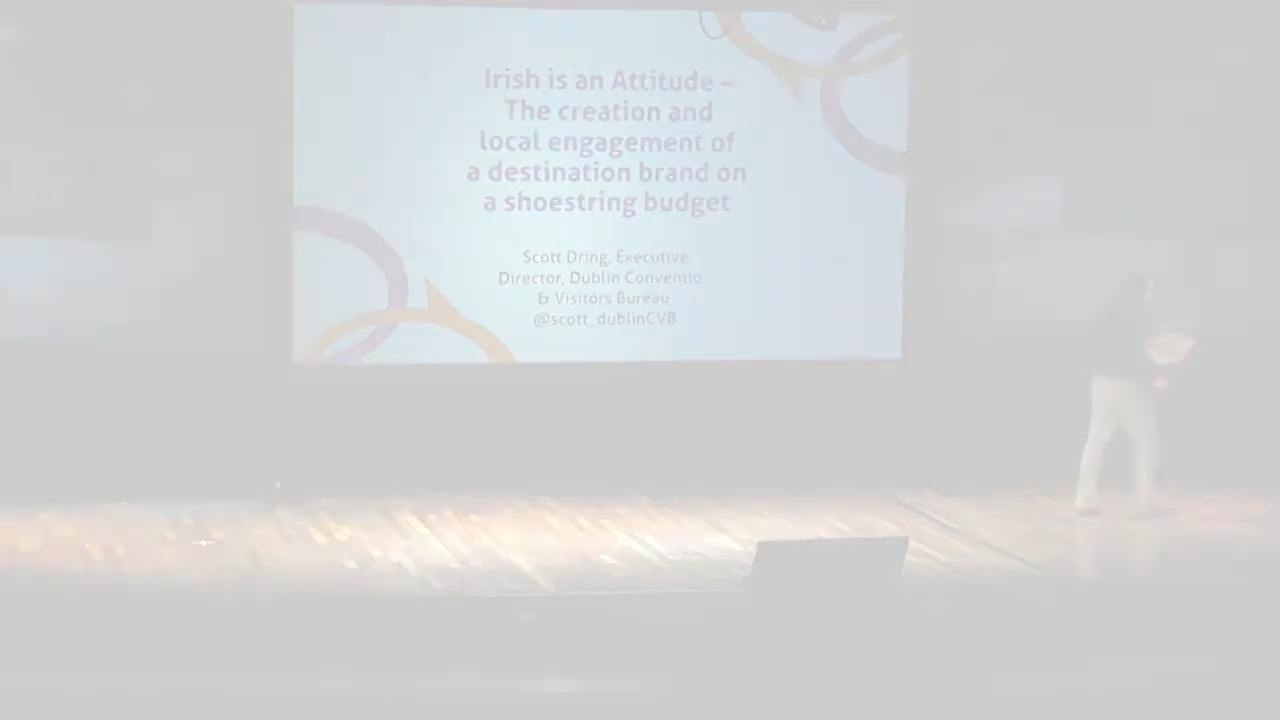 Irish is an Attitude –
The creation and
local engagement of
a destination brand on
a shoestring budget
Scott Dring, Executive
Director, Dublin Conventio
& Visitors Bureau
@scott_dublinCVB